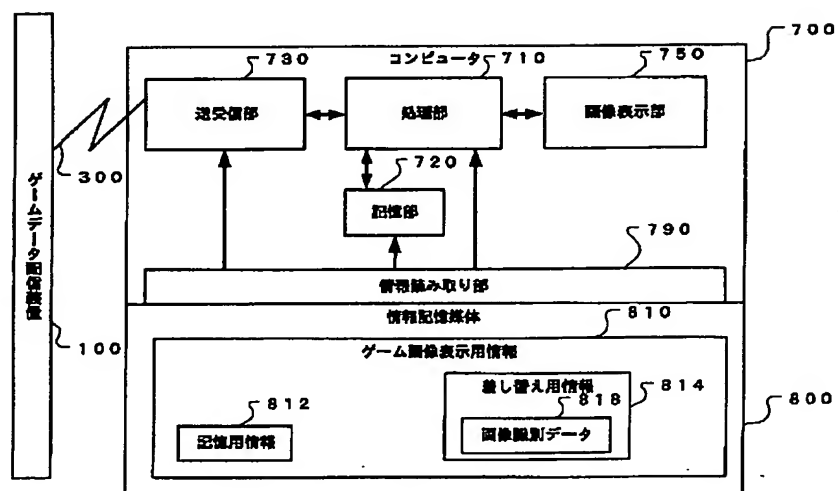 700
コンピュータ
730
710
750
送受信部
処理部
画像表示部
300
720
記憶部
790
情報読み取り部
ゲームデータ配信装置
情報記憶媒体
100
810
ゲーム画像表示用情報
差し替え用情報
814
812
818
800
記憶用情報
画像識別データ